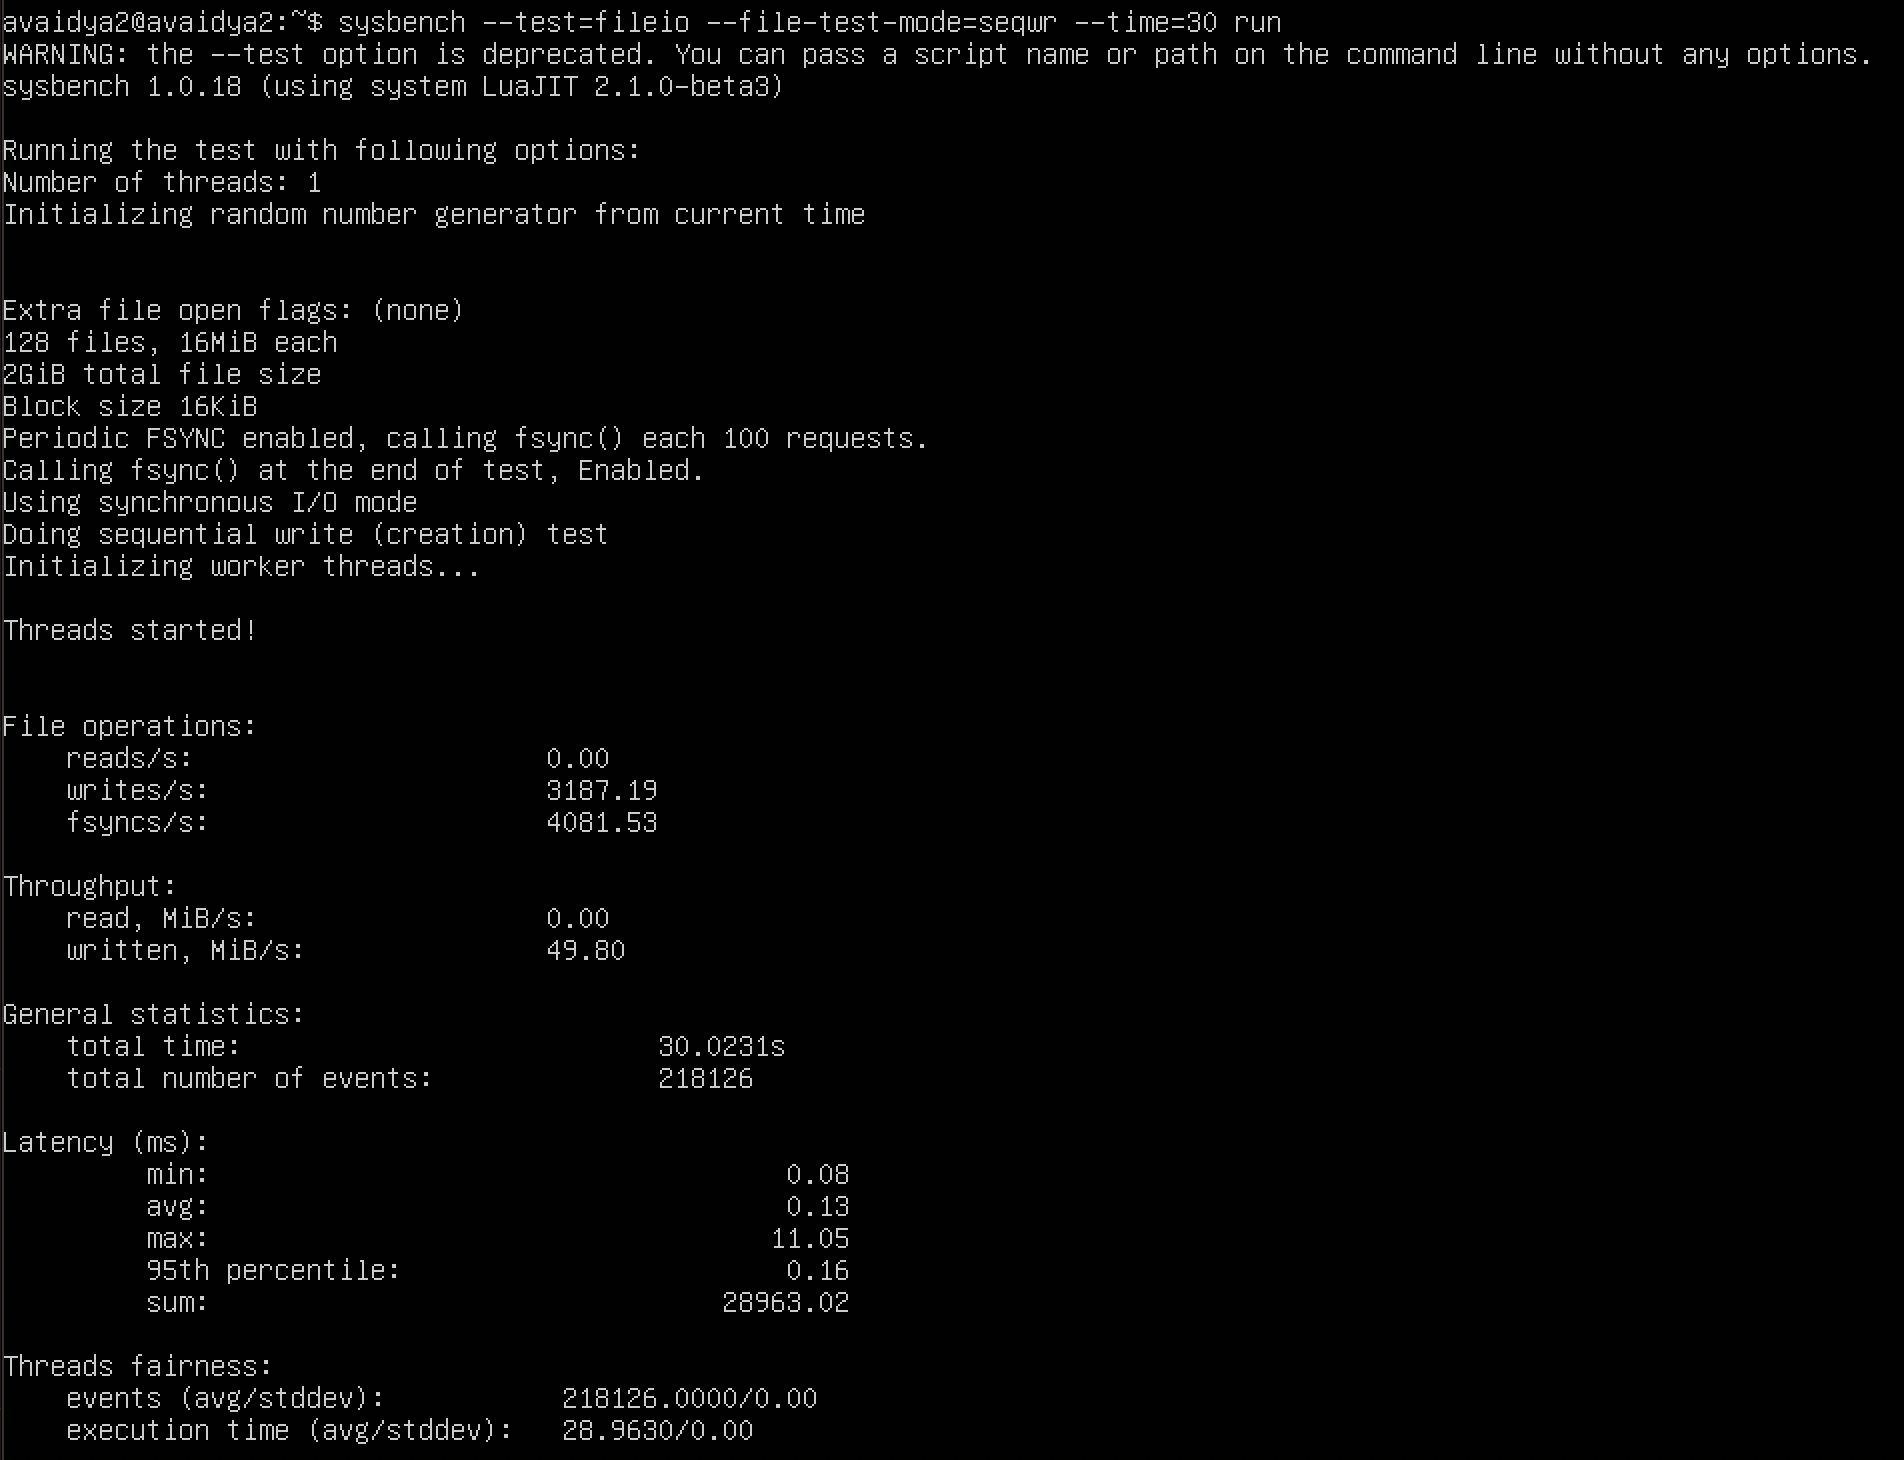 avaidya2@avaidya2:~$ sysbench --test=fileio --file-test-mode=seqwr --time=30 run
WARNING: the --test option is deprecated. You can pass a script name or path on the command line without any options.
sysbench 1.0.18 (using system LuaJIT 2.1.0-beta3)

Running the test with following options:
Number of threads: 1
Initializing random number generator from current time

Extra file open flags: (none)
128 files, 16MiB each
2GiB total file size
Block size 16KiB
Periodic FSYNC enabled, calling fsync() each 100 requests.
Calling fsync() at the end of test, Enabled.
Using synchronous I/O mode
Doing sequential write (creation) test
Initializing worker threads...

Threads started!

File operations:
    reads/s:                      0.00
    writes/s:                     3187.19
    fsyncs/s:                     4081.53

Throughput:
    read, MiB/s:                  0.00
    written, MiB/s:               49.80

General statistics:
    total time:                          30.0231s
    total number of events:              218126

Latency (ms):
         min:                                    0.08
         avg:                                    0.13
         max:                                   11.05
         95th percentile:                        0.16
         sum:                                28963.02

Threads fairness:
    events (avg/stddev):           218126.0000/0.00
    execution time (avg/stddev):   28.9630/0.00